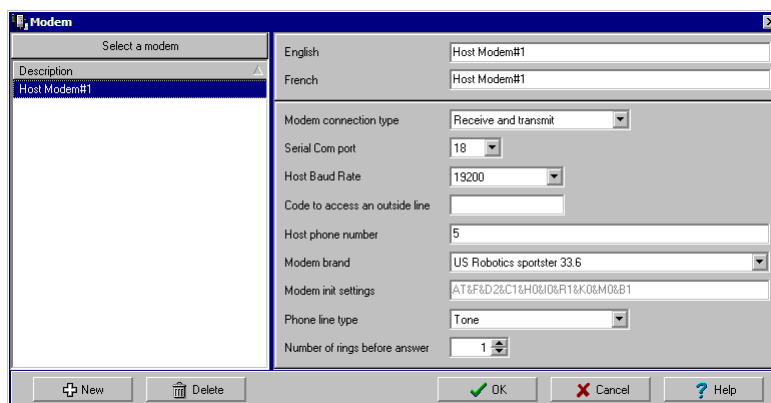 Modem
Select a modem
Description
Host Modem#1
English Host Modem#1
French Host Modem#1
Modem connection type Receive and transmit
Serial Com port 18
Host Baud Rate 19200
Code to access an outside line
Host phone number 5
Modem brand US Robotics sportster 33.6
Modem init settings AT&F&D2&C1&H0&I0&R1&K0&M0&B1
Phone line type Tone
Number of rings before answer 1
New Delete OK Cancel Help